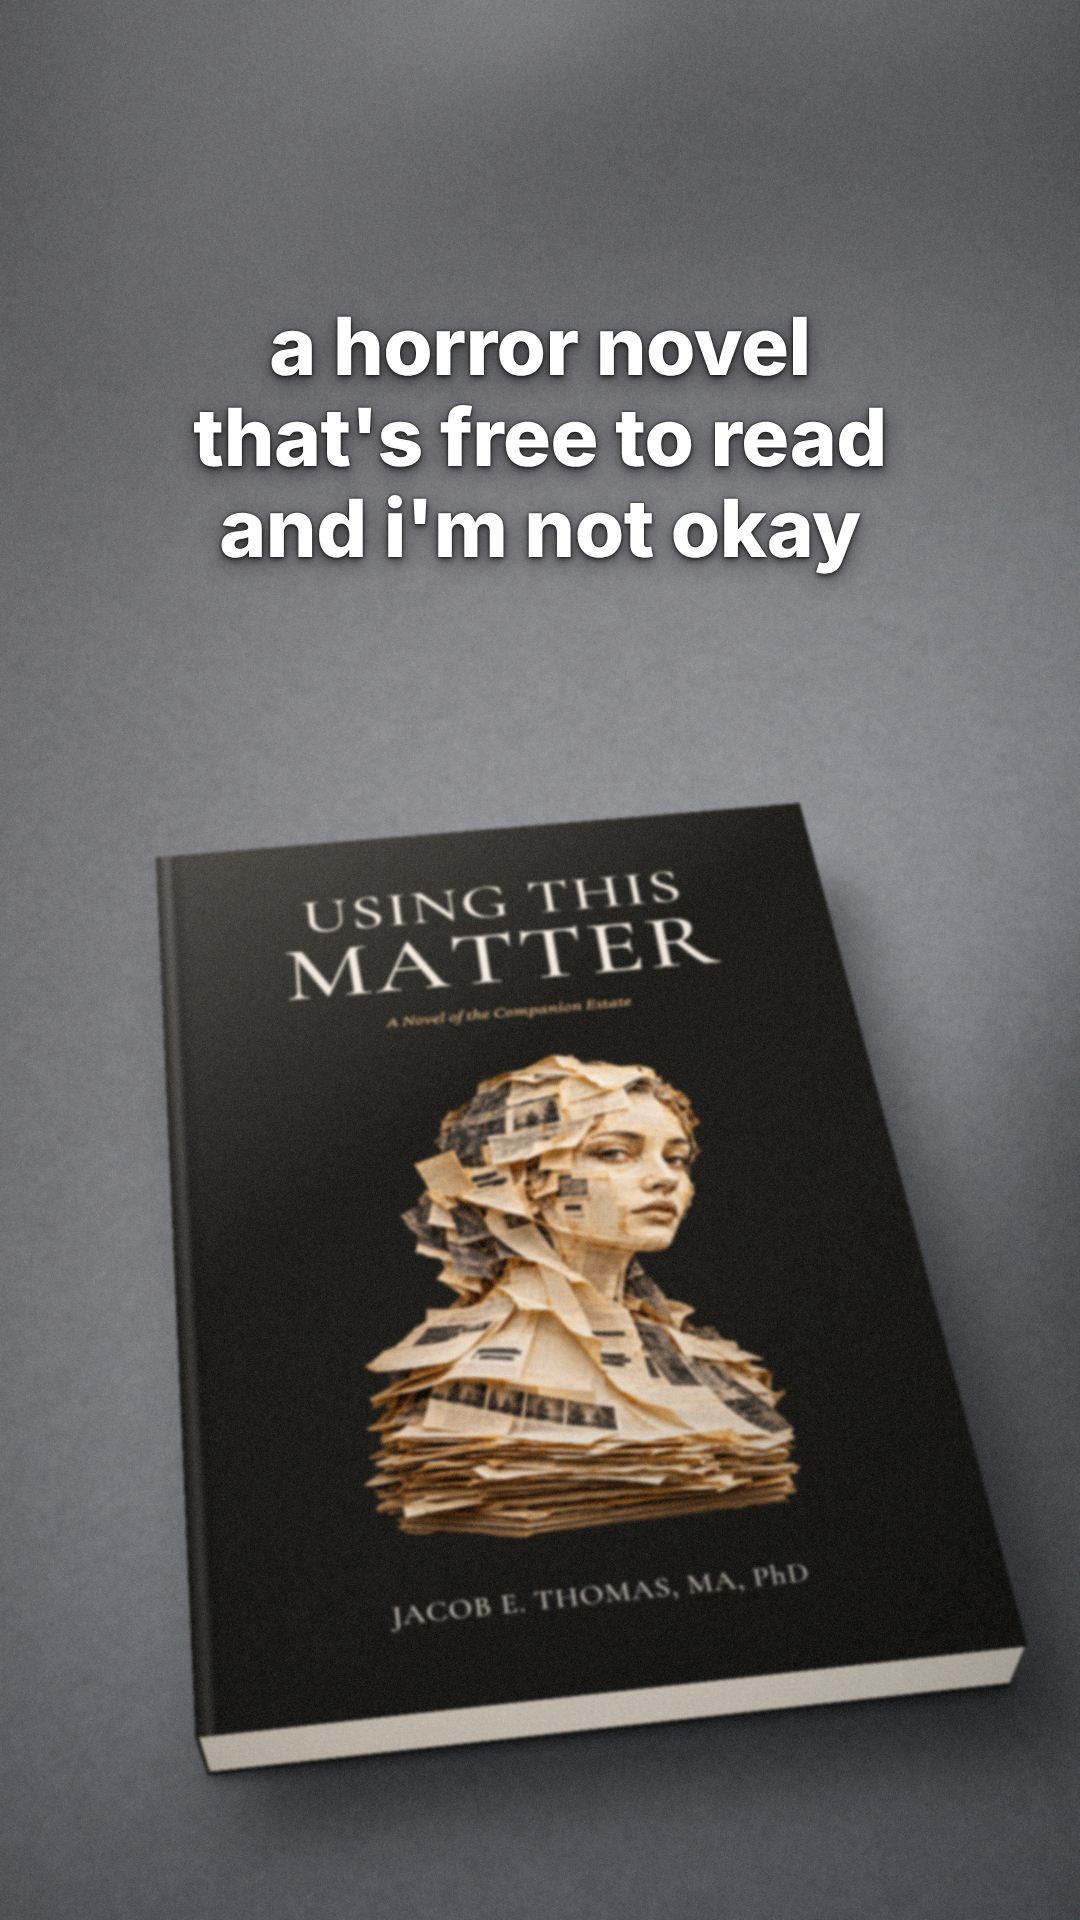 a horror novel
that's free to read
and i'm not okay
USING THIS
MATTER
A Novel of the Companion Estate
JACOB E. THOMAS, MA, PhD